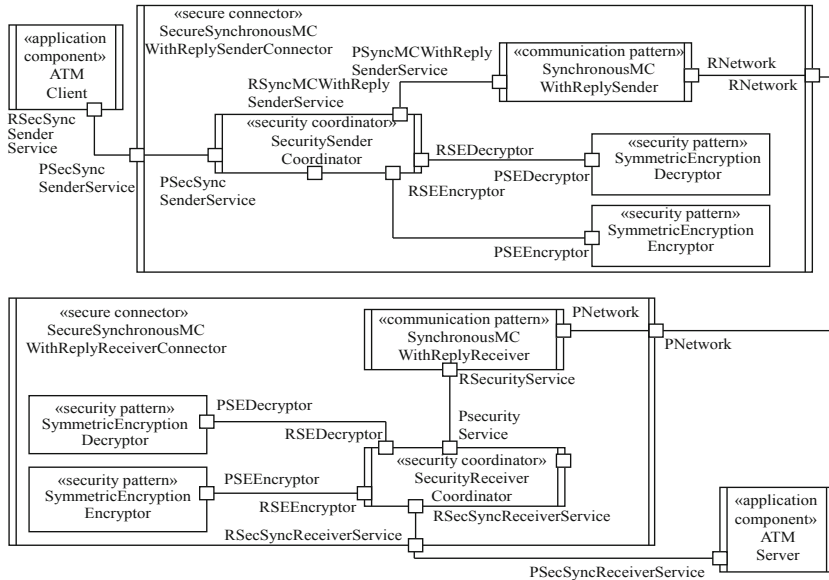 «secure connector»
SecureSynchronousMC
WithReplySenderConnector
«application
component»
ATM
Client
RSecSync
Sender
Service
PSecSync
SenderService
PSyncMCWithReply
SenderService
«communication pattern»
SynchronousMC
WithReplySender
RNetwork
RNetwork
RSyncMCWithReply
SenderService
«security coordinator»
SecuritySender
Coordinator
PSecSync
SenderService
RSEDecryptor
PSEDecryptor
RSEEncryptor
PSEEncryptor
«security pattern»
SymmetricEncryption
Decryptor
«security pattern»
SymmetricEncryption
Encryptor
«secure connector»
SecureSynchronousMC
WithReplyReceiverConnector
«communication pattern»
SynchronousMC
WithReplyReceiver
PNetwork
PNetwork
RSecurityService
Psecurity
Service
«security pattern»
SymmetricEncryption
Decryptor
PSEDecryptor
RSEDecryptor
«security pattern»
SymmetricEncryption
Encryptor
PSEEncryptor
RSEEncryptor
«security coordinator»
SecurityReceiver
Coordinator
RSecSyncReceiverService
RSecSyncReceiverService
PSecSyncReceiverService
«application
component»
ATM
Server